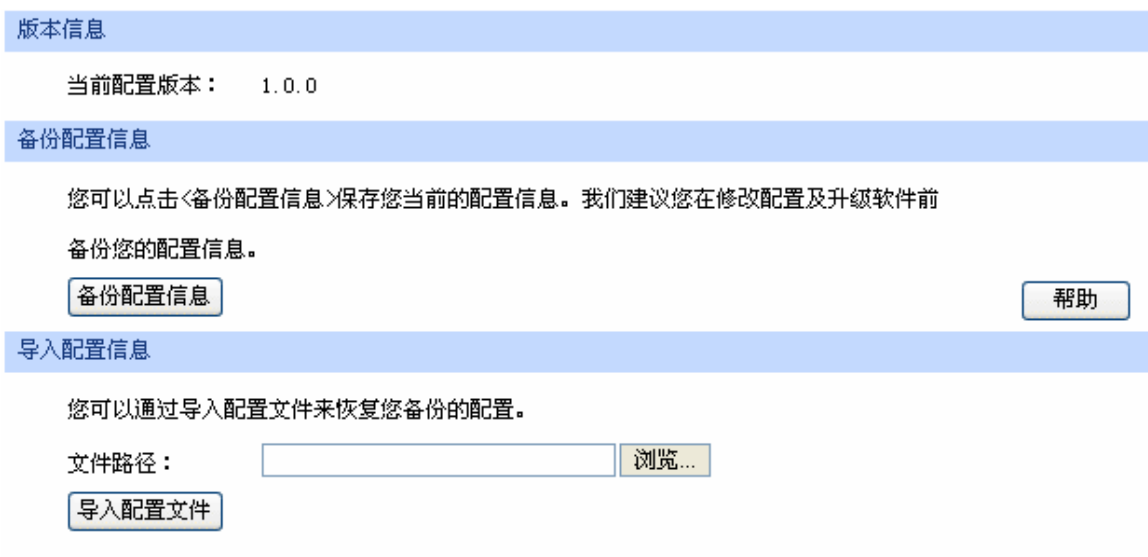 版本信息
当前配置版本： 1.0.0
备份配置信息
您可以点击<备份配置信息>保存您当前的配置信息。我们建议您在修改配置及升级软件前
备份您的配置信息。
备份配置信息 帮助
导入配置信息
您可以通过导入配置文件来恢复您备份的配置。
文件路径： 浏览...
导入配置文件